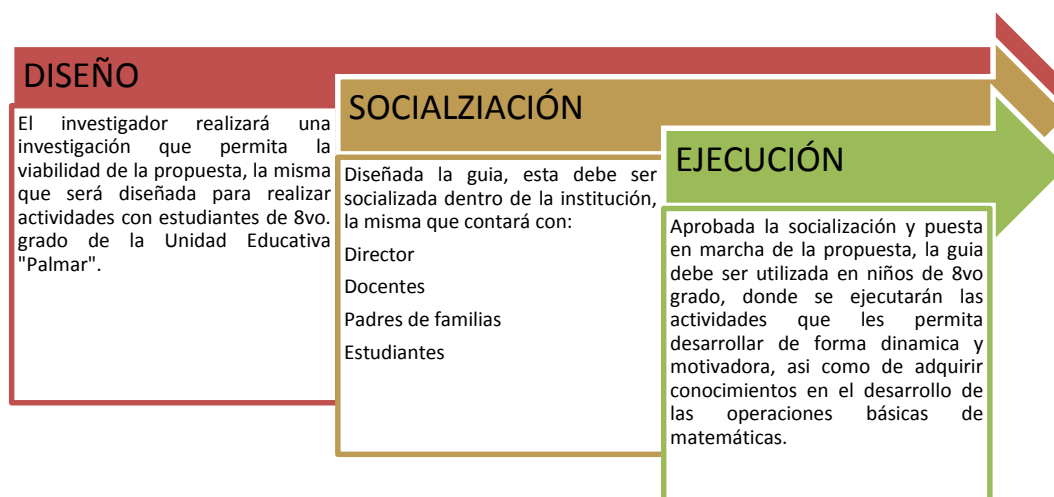 DISEÑO
El investigador realizará una
investigación que permita la
viabilidad de la propuesta, la misma
que será diseñada para realizar
actividades con estudiantes de 8vo.
grado de la Unidad Educativa
"Palmar".
SOCIALZIACIÓN
Diseñada la guia, esta debe ser
socializada dentro de la institución,
la misma que contará con:
Director
Docentes
Padres de familias
Estudiantes
EJECUCIÓN
Aprobada la socialización y puesta
en marcha de la propuesta, la guia
debe ser utilizada en niños de 8vo
grado, donde se ejecutarán las
actividades que les permita
desarrollar de forma dinamica y
motivadora, asi como de adquirir
conocimientos en el desarrollo de
las operaciones básicas de
matemáticas.